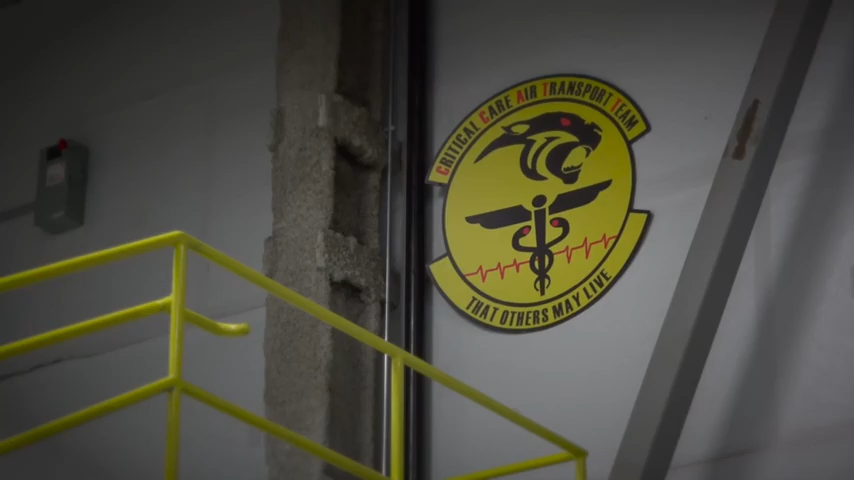 CRITICAL CARE AIR TRANSPORT TEAM
THAT OTHERS MAY LIVE